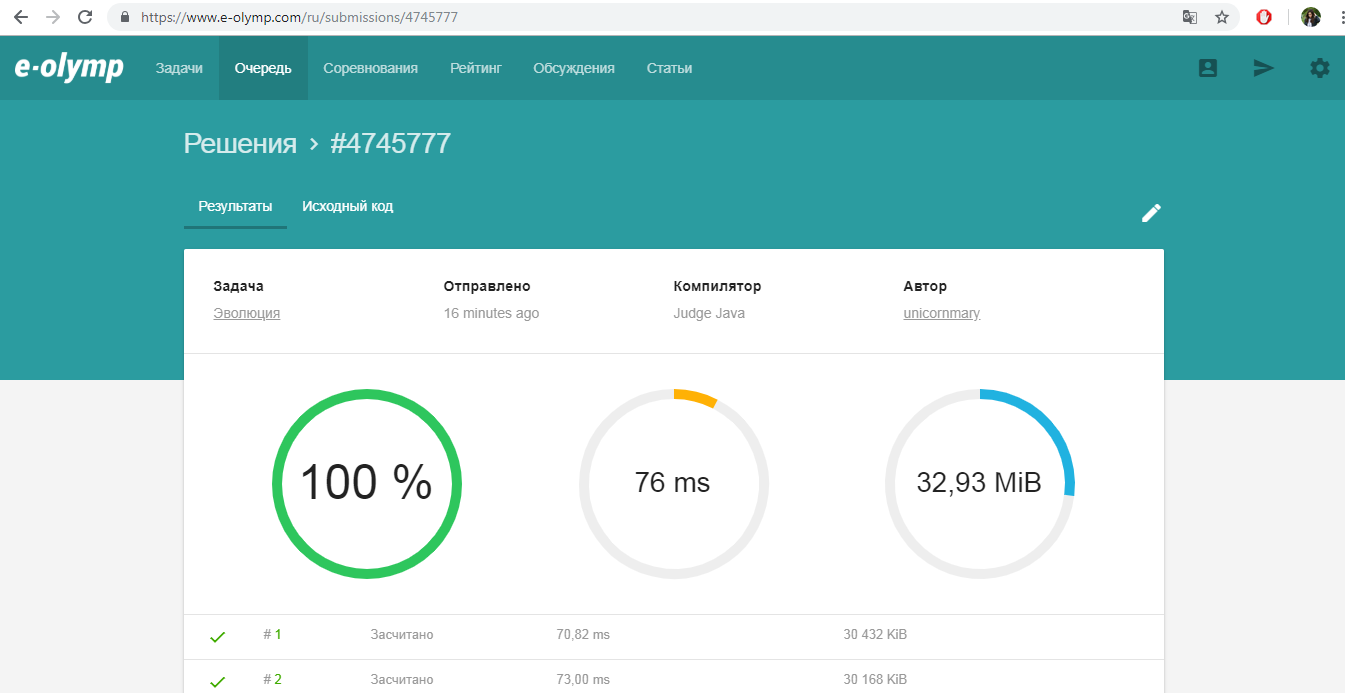 https://www.e-olymp.com/ru/submissions/4745777
e-olymp Задачи Очередь Соревнования Рейтинг Обсуждения Статьи
Решения > #4745777
Результаты Исходный код
Задача Отправлено Компилятор Автор
Эволюция 16 minutes ago Judge Java unicornmary
100 % 76 ms 32,93 MiB
# 1 Засчитано 70,82 ms 30 432 KiB
# 2 Засчитано 73,00 ms 30 168 KiB